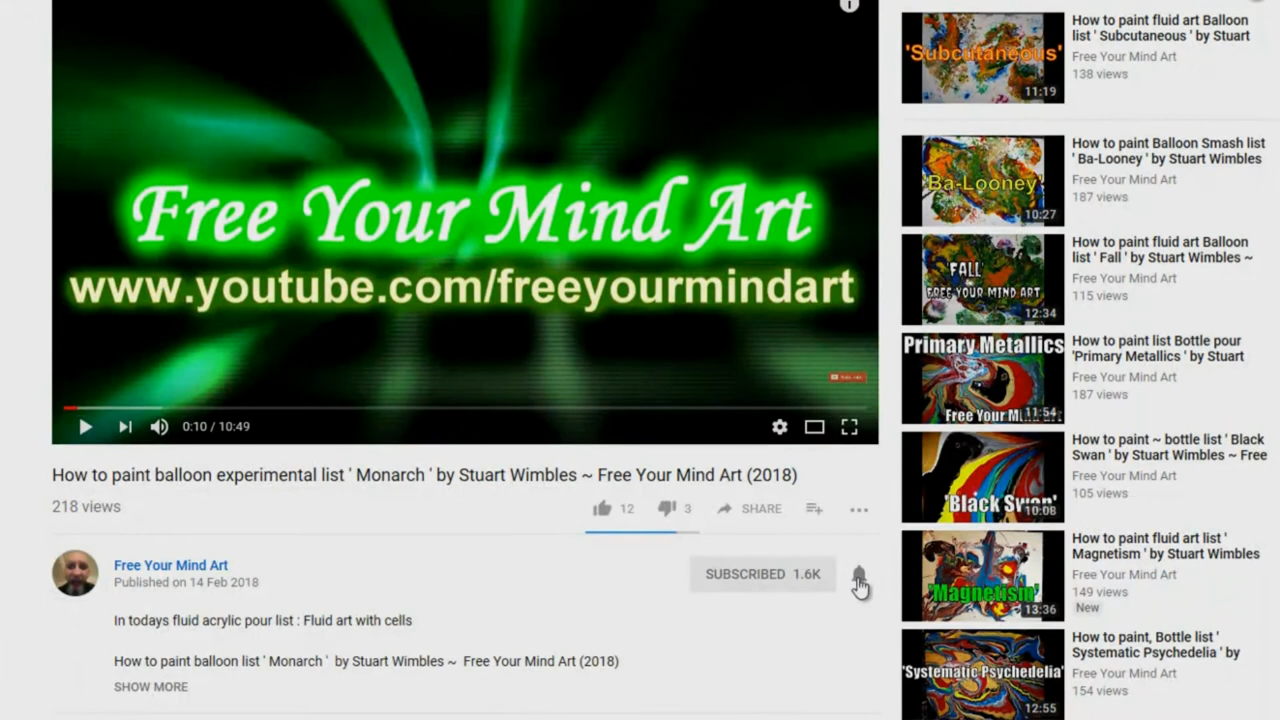 Free Your Mind Art
www.youtube.com/freeyourmindart
0:10 / 10:49
How to paint balloon experimental list ' Monarch ' by Stuart Wimbles ~ Free Your Mind Art (2018)
218 views
12
3
SHARE
Free Your Mind Art
Published on 14 Feb 2018
SUBSCRIBED 1.6K
In todays fluid acrylic pour list : Fluid art with cells
How to paint balloon list ' Monarch ' by Stuart Wimbles ~ Free Your Mind Art (2018)
SHOW MORE
'Subcutaneous'
11:19
How to paint fluid art Balloon
list ' Subcutaneous ' by Stuart
Free Your Mind Art
138 views
'Ba-Looney'
10:27
How to paint Balloon Smash list
' Ba-Looney ' by Stuart Wimbles
Free Your Mind Art
187 views
'FALL'
FREE YOUR MIND ART
12:34
How to paint fluid art Balloon
list ' Fall ' by Stuart Wimbles ~
Free Your Mind Art
115 views
Primary Metallics
Free Your
11:54
How to paint list Bottle pour
'Primary Metallics ' by Stuart
Free Your Mind Art
187 views
'Black Swan'
10:08
How to paint ~ bottle list ' Black
Swan ' by Stuart Wimbles ~ Free
Free Your Mind Art
105 views
'Magnetism'
13:36
How to paint fluid art list '
Magnetism ' by Stuart Wimbles
Free Your Mind Art
149 views
New
'Systematic Psychedelia'
12:55
How to paint, Bottle list '
Systematic Psychedelia ' by
Free Your Mind Art
154 views